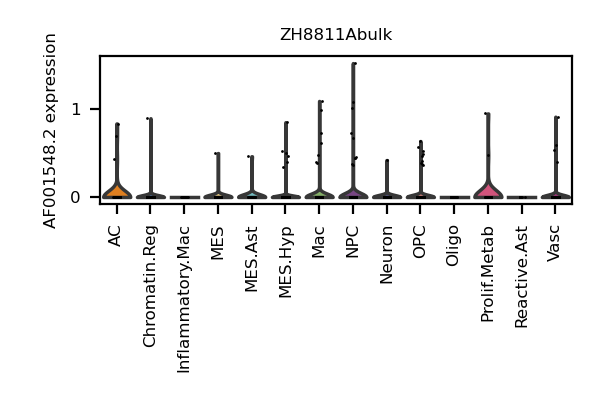 ZH8811Abulk
AF001548.2 expression
1
0
AC
Chromatin.Reg
Inflammatory.Mac
MES
MES.Ast
MES.Hyp
Mac
NPC
Neuron
OPC
Oligo
Prolif.Metab
Reactive.Ast
Vasc